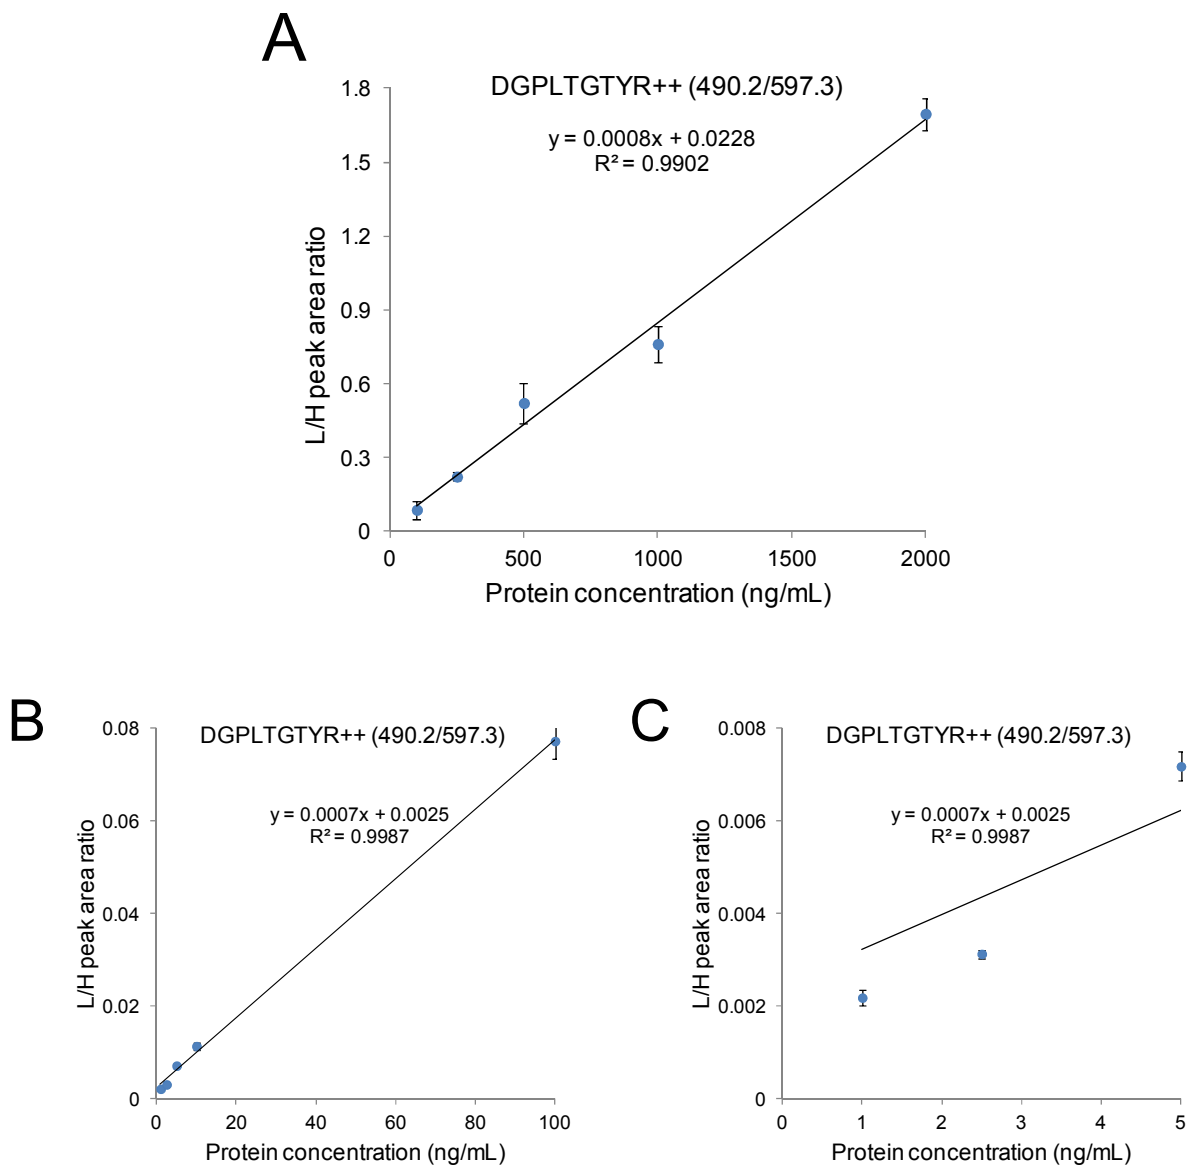 A
DGPLTGTYR++ (490.2/597.3)
y = 0.0008x + 0.0228
R² = 0.9902
L/H peak area ratio
1.8
1.5
1.2
0.9
0.6
0.3
0
0 500 1000 1500 2000
Protein concentration (ng/mL)
B
DGPLTGTYR++ (490.2/597.3)
y = 0.0007x + 0.0025
R² = 0.9987
L/H peak area ratio
0.08
0.06
0.04
0.02
0
0 20 40 60 80 100
Protein concentration (ng/mL)
C
DGPLTGTYR++ (490.2/597.3)
y = 0.0007x + 0.0025
R² = 0.9987
L/H peak area ratio
0.008
0.006
0.004
0.002
0
0 1 2 3 4 5
Protein concentration (ng/mL)